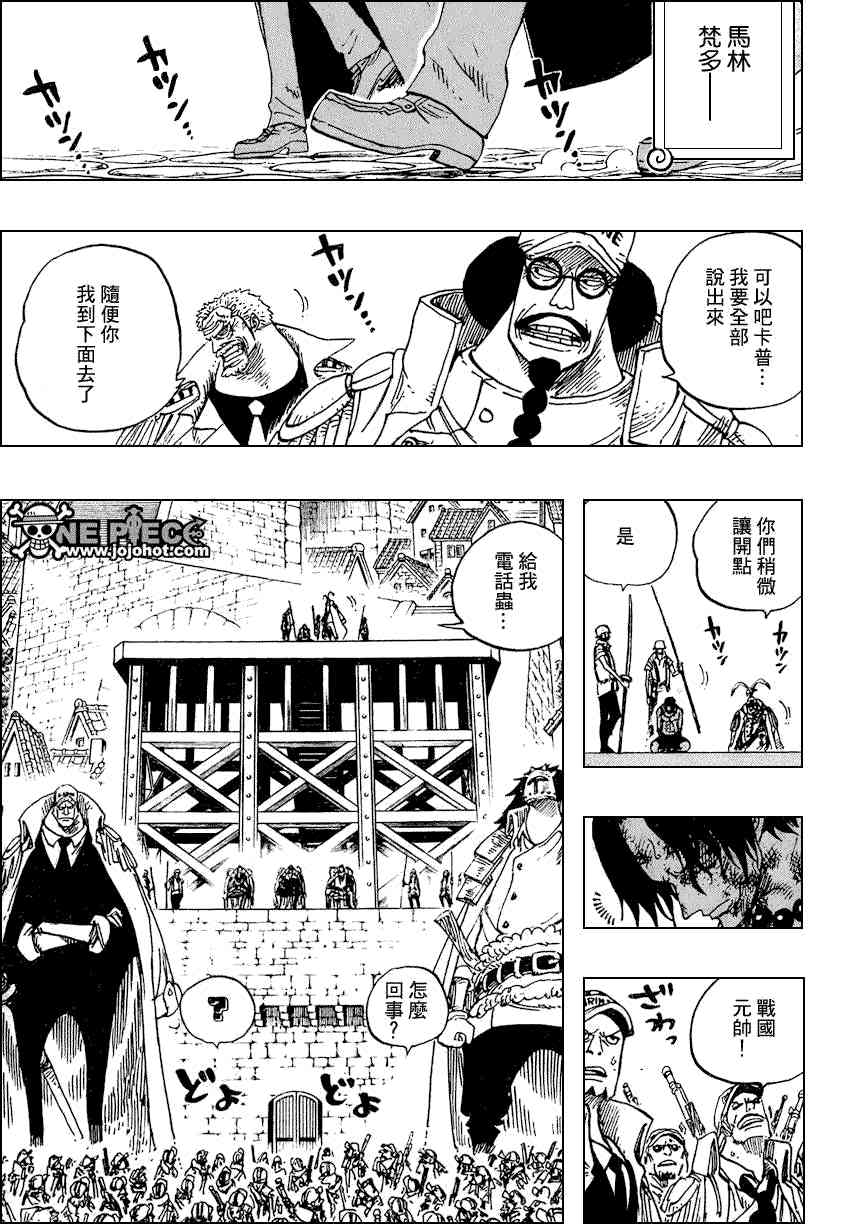 馬林
梵多——
カツン
カツン
NE
可以吧卡普…
我要全部
說出來
カツン
隨便你
我到下面去了
你們稍微
讓開點
是
カツン
カツン
給我
電話蟲…
ONE PIECE
www.jojohot.com
戰國
元帥！
ざわっ
怎麼
回事？
?
どよ
どよ